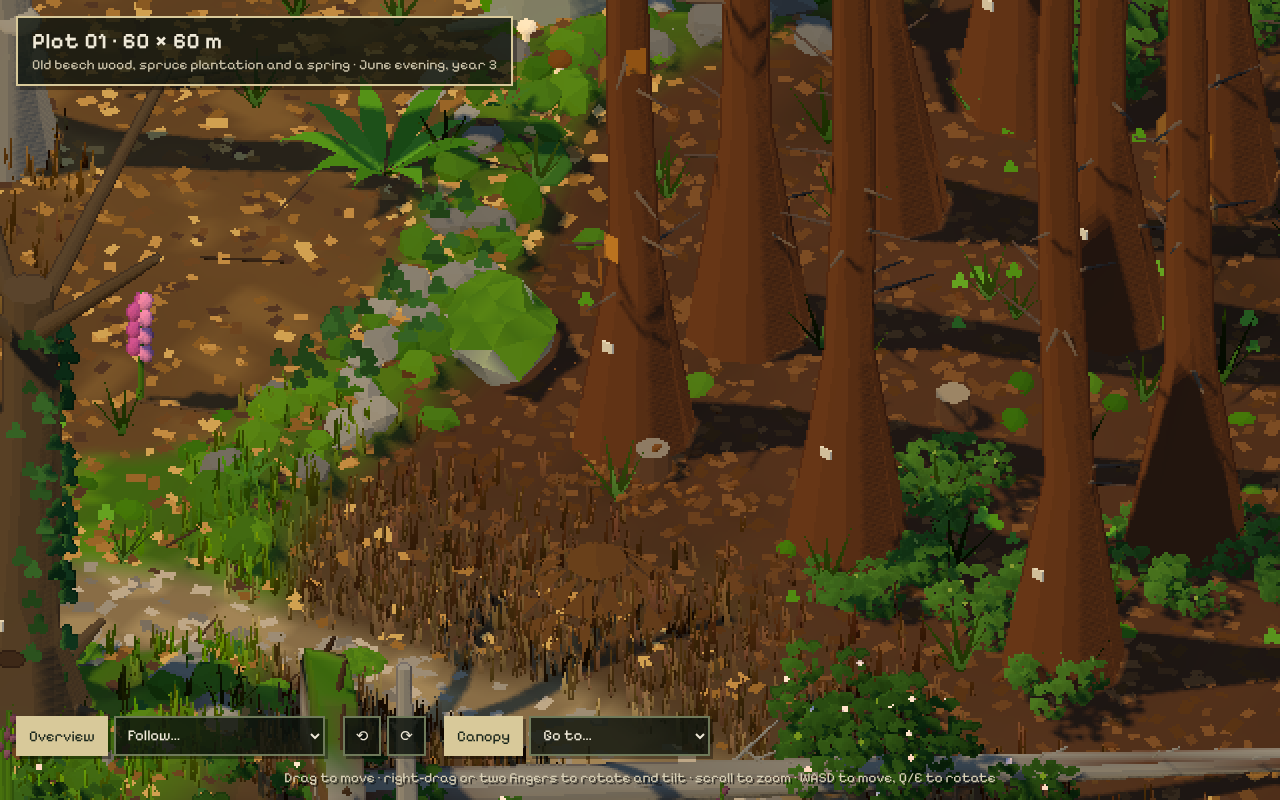 Plot 01 · 60 × 60 m
Old beech wood, spruce plantation and a spring · June evening, year 3
Overview
Follow...
⟲
⟳
Canopy
Go to...
Drag to move · right-drag or two fingers to rotate and tilt · scroll to zoom · WASD to move, Q/E to rotate